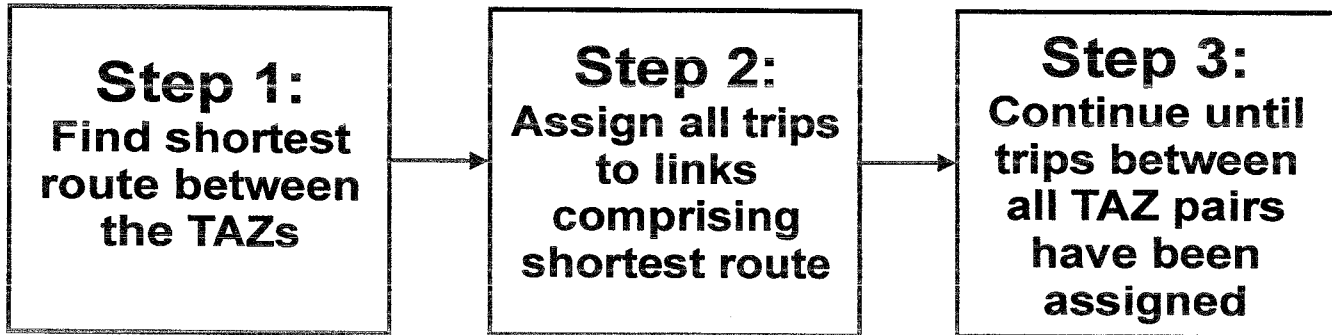 Step 1:
Find shortest
route between
the TAZs
Step 2:
Assign all trips
to links
comprising
shortest route
Step 3:
Continue until
trips between
all TAZ pairs
have been
assigned